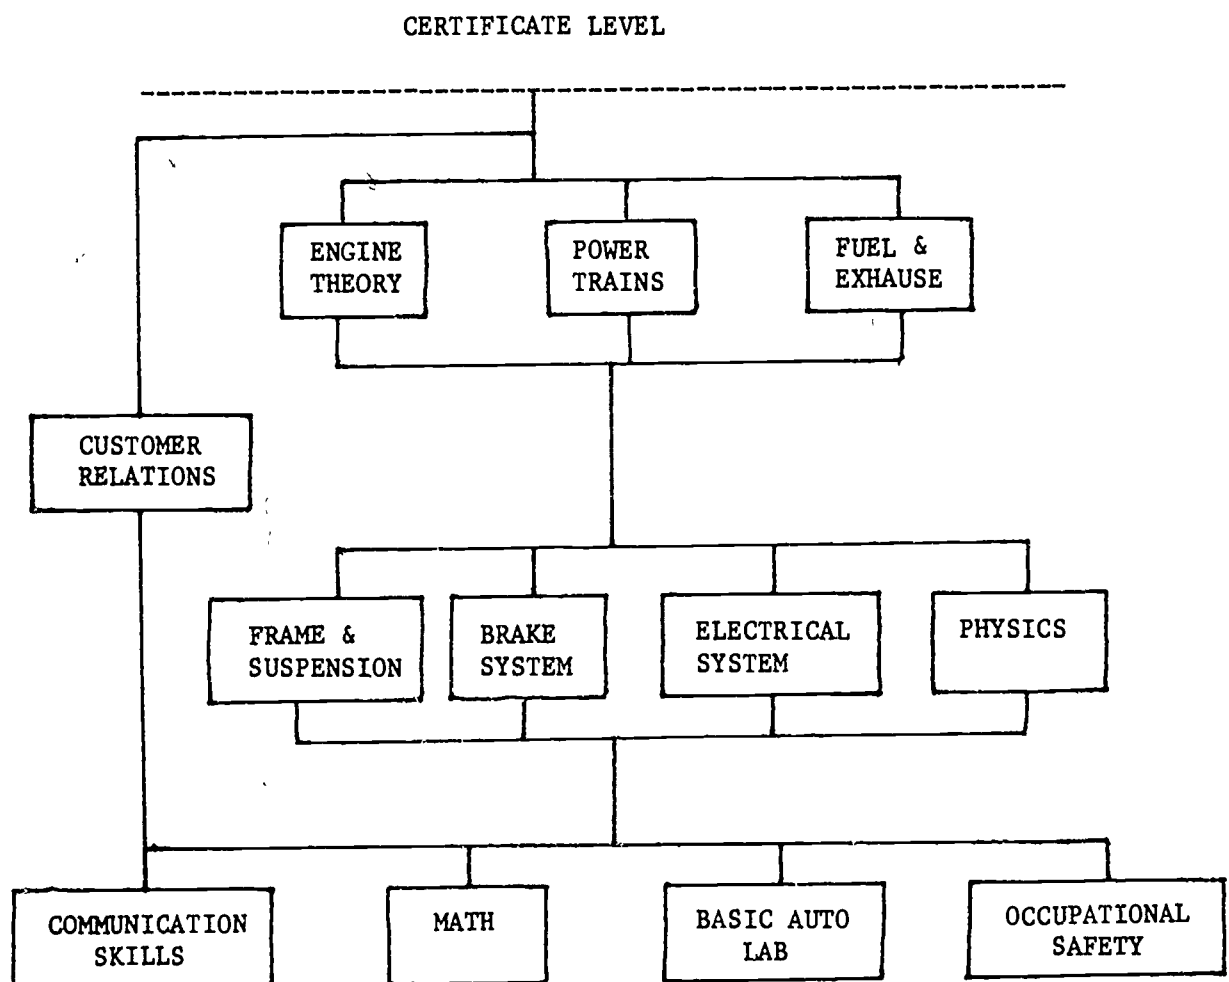 CERTIFICATE LEVEL
ENGINE
THEORY
POWER
TRAINS
FUEL &
EXHAUSE
CUSTOMER
RELATIONS
FRAME &
SUSPENSION
BRAKE
SYSTEM
ELECTRICAL
SYSTEM
PHYSICS
COMMUNICATION
SKILLS
MATH
BASIC AUTO
LAB
OCCUPATIONAL
SAFETY